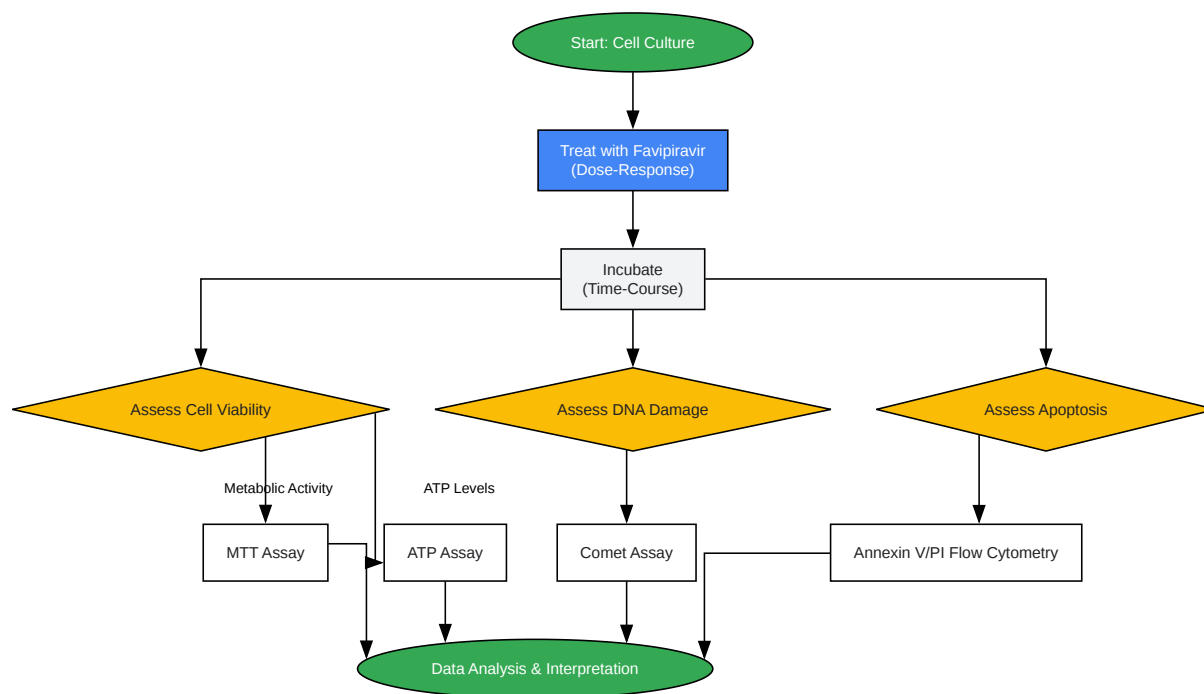 Start: Cell Culture
Treat with Favipiravir
(Dose-Response)
Incubate
(Time-Course)
Assess Cell Viability
Assess DNA Damage
Assess Apoptosis
Metabolic Activity
ATP Levels
MTT Assay
ATP Assay
Comet Assay
Annexin V/PI Flow Cytometry
Data Analysis & Interpretation